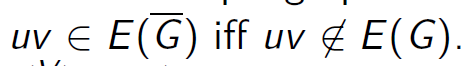 uv ∈ E(G̅) iff uv ∉ E(G).